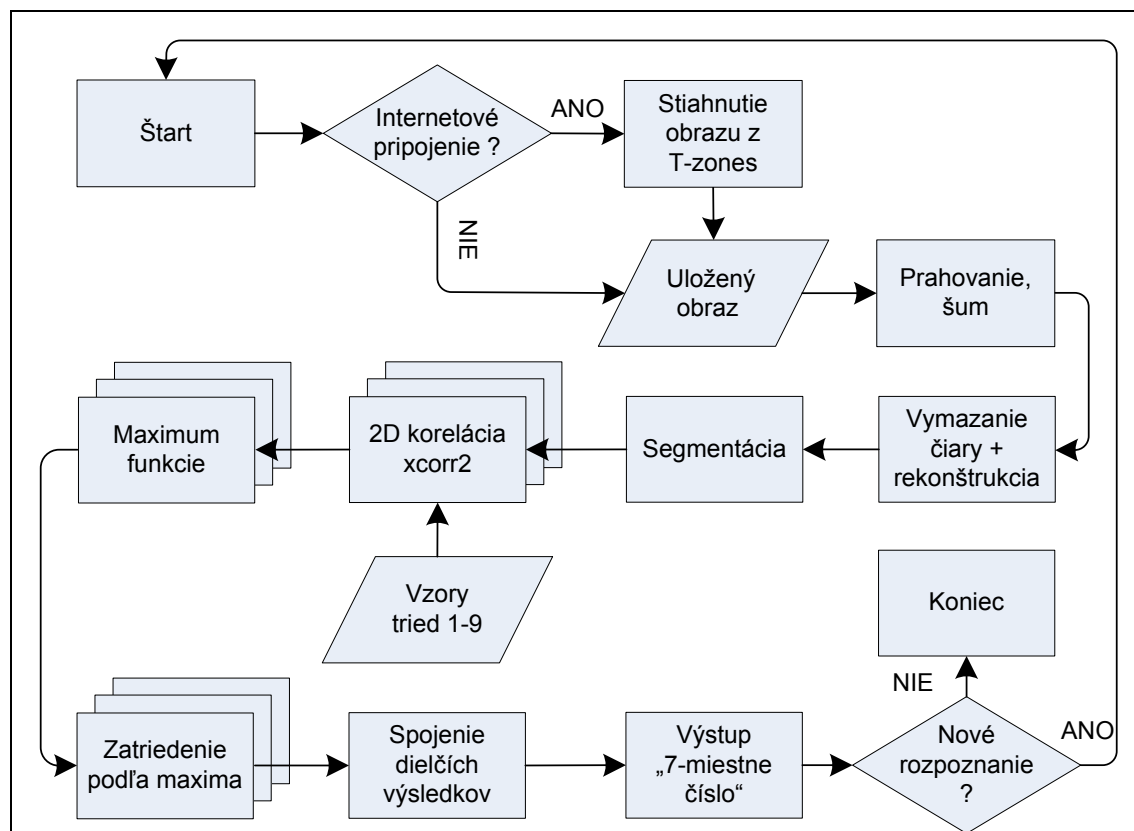 Štart
Internetové
pripojenie ?
ANO
NIE
Stiahnutie
obrazu z
T-zones
Uložený
obraz
Prahovanie,
šum
Vymazanie
čiary +
rekonštrukcia
Segmentácia
2D korelácia
xcorr2
Vzory
tried 1-9
Maximum
funkcie
Zatriedenie
podľa maxima
Spojenie
dielčích
výsledkov
Výstup
„7-miestne
číslo“
Nové
rozpoznanie
?
NIE
Koniec
ANO